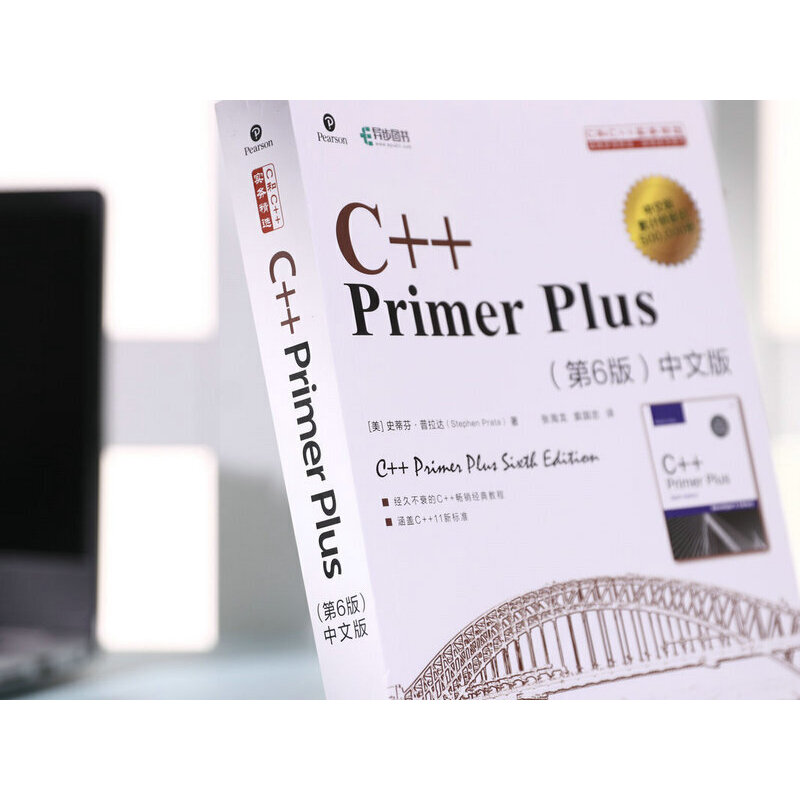 Pearson
C和C++
实务精选
C++ Primer Plus
(第6版)
中文版
Pearson
异步图书
www.epubit.com
C++
Primer Plus
(第6版) 中文版
[美] 史蒂芬·普拉达 (Stephen Prata) 著 张海龙 袁国忠 译
C++ Primer Plus Sixth Edition
■ 经久不衰的C++畅销经典教程
■ 涵盖C++11新标准
C++
Primer Plus